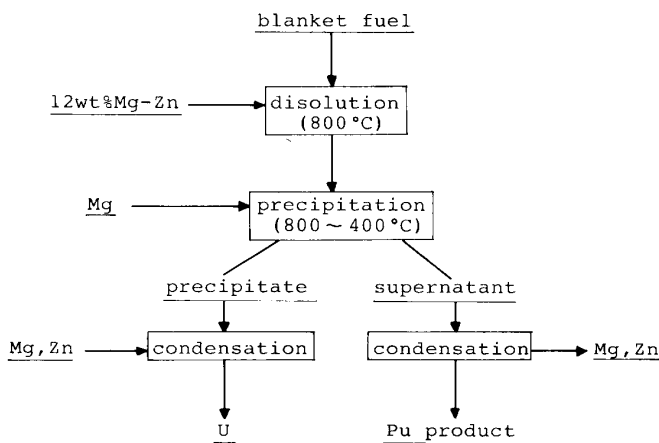 blanket fuel
12wt%Mg-Zn
disolution
(800°C)
Mg
precipitation
(800～400°C)
precipitate
supernatant
Mg,Zn
condensation
condensation
Mg,Zn
U
Pu product